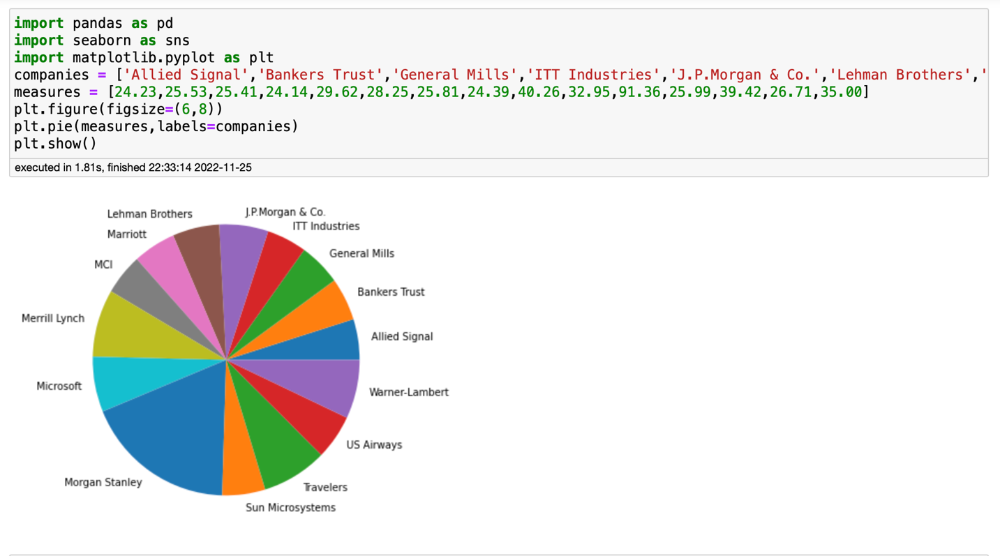 import pandas as pd
import seaborn as sns
import matplotlib.pyplot as plt
companies = ['Allied Signal','Bankers Trust','General Mills','ITT Industries','J.P.Morgan & Co.','Lehman Brothers','
measures = [24.23,25.53,25.41,24.14,29.62,28.25,25.81,24.39,40.26,32.95,91.36,25.99,39.42,26.71,35.00]
plt.figure(figsize=(6,8))
plt.pie(measures,labels=companies)
plt.show()
executed in 1.81s, finished 22:33:14 2022-11-25
Lehman Brothers
J.P.Morgan & Co.
ITT Industries
Marriott
General Mills
MCI
Bankers Trust
Merrill Lynch
Allied Signal
Microsoft
Warner-Lambert
US Airways
Morgan Stanley
Travelers
Sun Microsystems